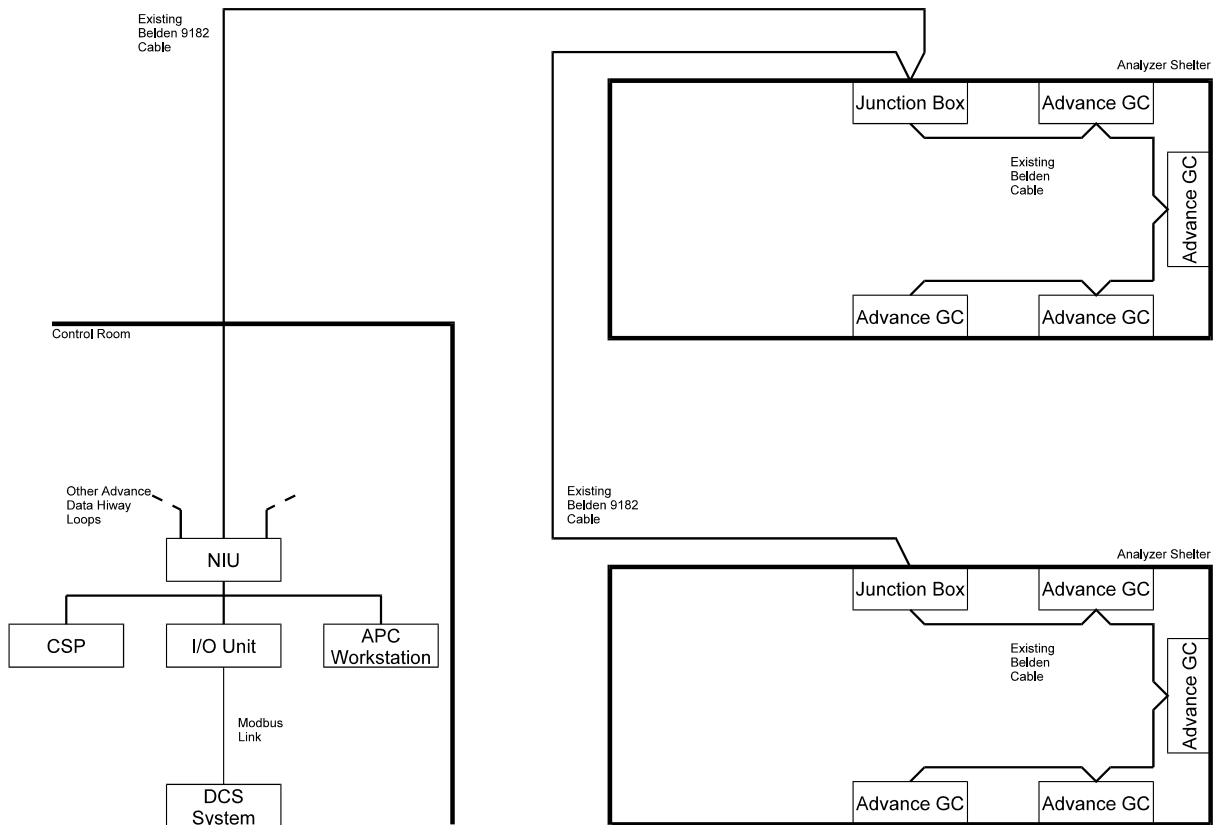 Existing
Belden 9182
Cable
Analyzer Shelter
Junction Box
Advance GC
Existing
Belden
Cable
Advance GC
Advance GC
Advance GC
Control Room
Other Advance
Data Hiway
Loops
Existing
Belden 9182
Cable
NIU
Analyzer Shelter
Junction Box
Advance GC
CSP
I/O Unit
APC
Workstation
Existing
Belden
Cable
Advance GC
Modbus
Link
DCS
System
Advance GC
Advance GC